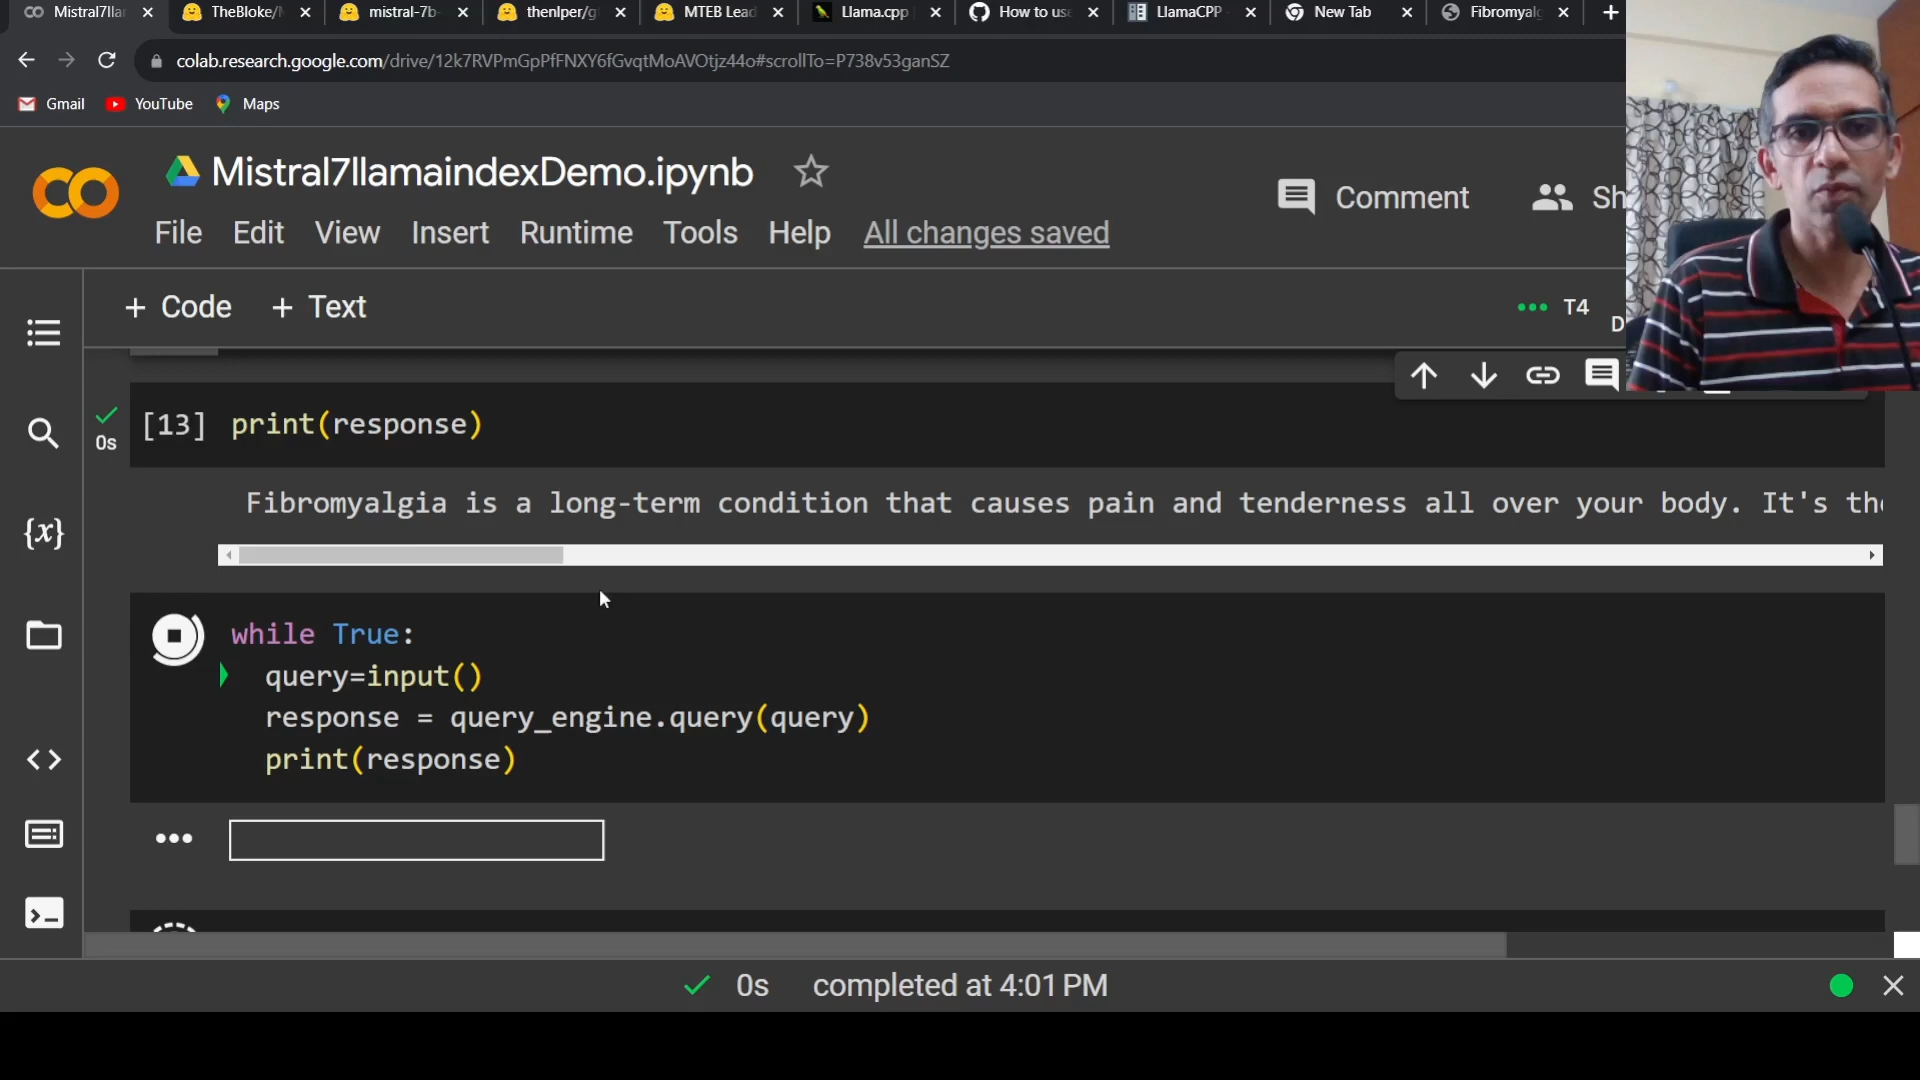 Mistral7lla
TheBloke/
mistral-7b-
thenlper/g
MTEB Lead
Llama.cpp
How to us
LlamaCPP
New Tab
Fibromyalg
colab.research.google.com/drive/12k7RVPmGpPfFNXY6fGvqtMoAVOtjz44o#scrollTo=P738v53ganSZ
Gmail YouTube Maps
Mistral7llamaindexDemo.ipynb
Comment Sh
File Edit View Insert Runtime Tools Help All changes saved
+ Code + Text
T4
D
[13] print(response)
0s
Fibromyalgia is a long-term condition that causes pain and tenderness all over your body. It's the
while True:
query=input()
response = query_engine.query(query)
print(response)
0s completed at 4:01 PM